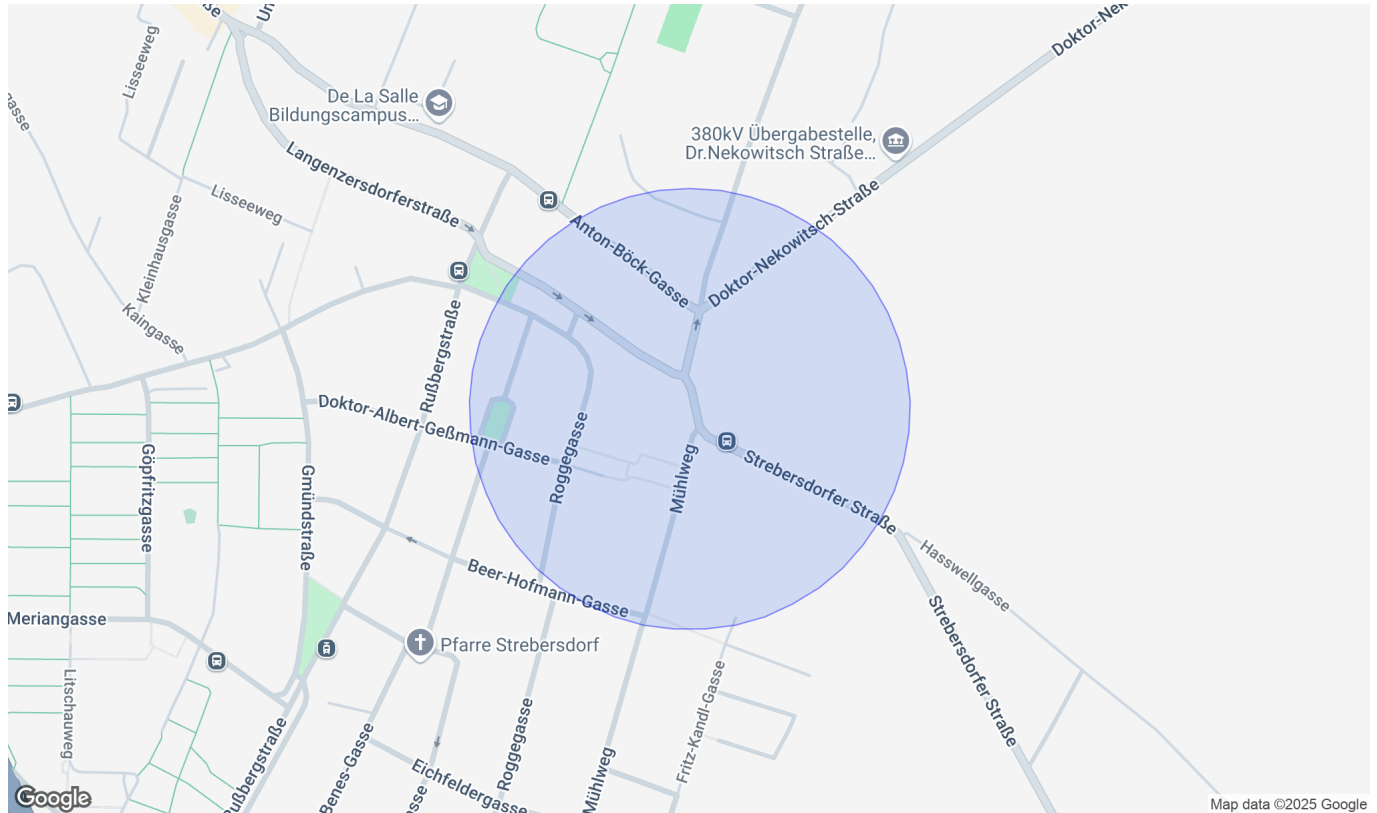 Lisseeweg
Doktor-Nek
De La Salle
Bildungscampus...
380kV Übergabestelle,
Dr.Nekowitsch Straße...
gasse
Langenzersdorferstraße
Lisseeweg
Kleinhausgasse
Anton-Böck-Gasse
Doktor-Nekowitsch-Straße
Kaingasse
Rußbergstraße
Doktor-Albert-Geßmann-Gasse
Roggegasse
Mühlweg
Strebersdorfer Straße
Göpfritzgasse
Gmündstraße
Hasswellgasse
Beer-Hofmann-Gasse
Meriangasse
Pfarre Strebersdorf
Strebersdorfer Straße
Litschauweg
Fritz-Kandl-Gasse
Roggegasse
Rußbergstraße
Benes-Gasse
Eichfeldergasse
Mühlweg
asse
Google
Map data ©2025 Google